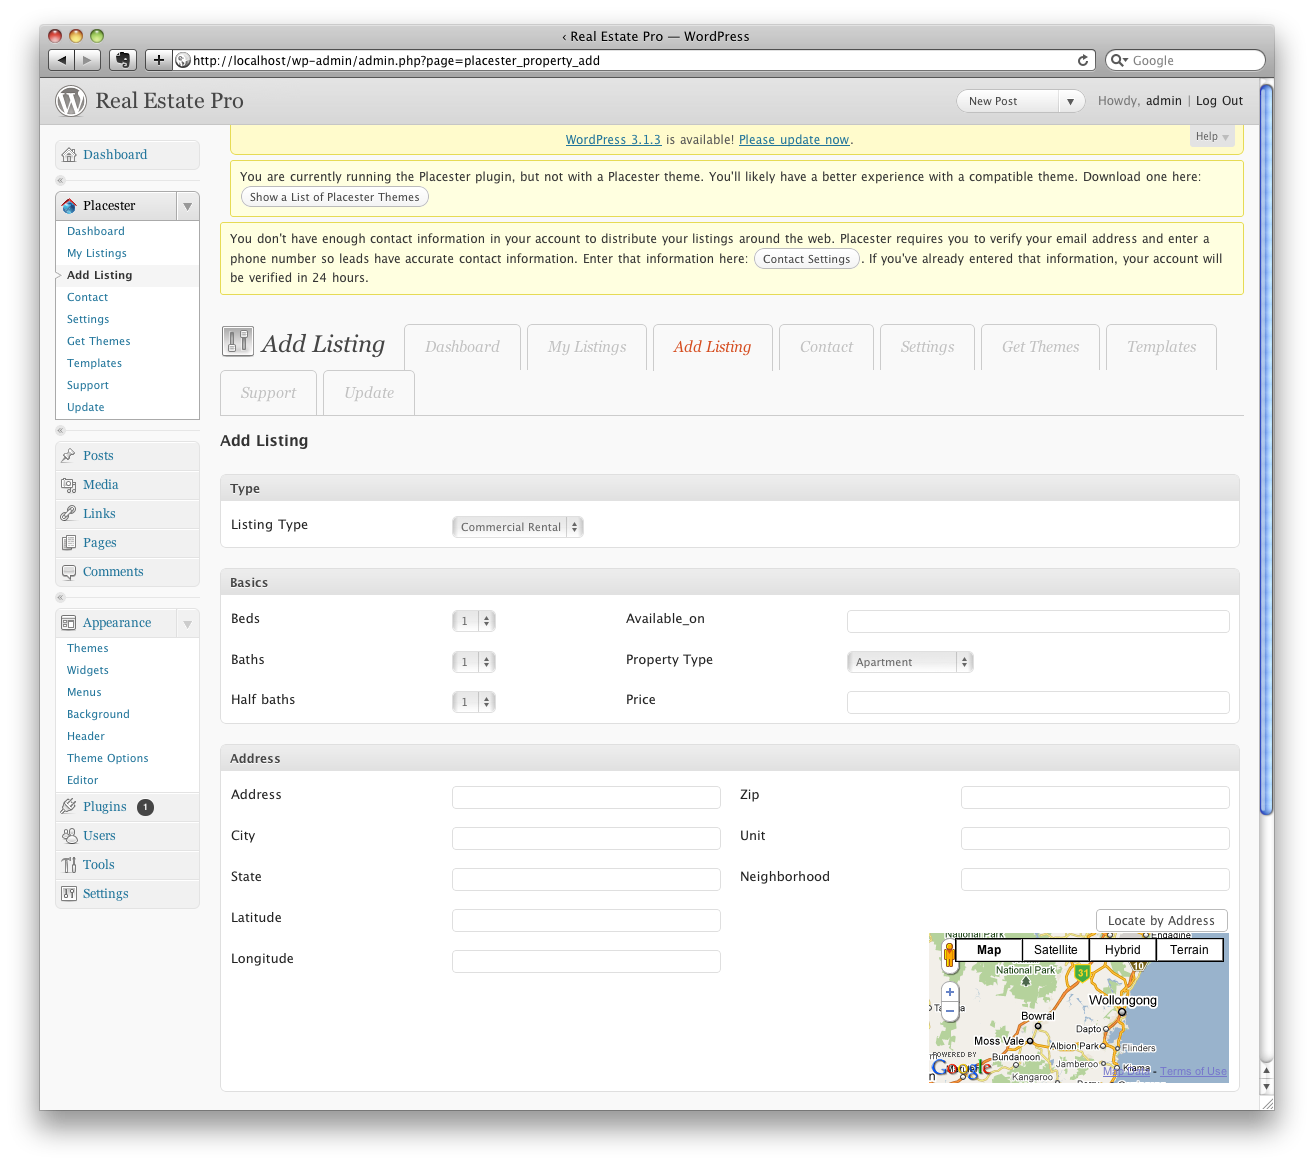 ‹ Real Estate Pro — WordPress
http://localhost/wp-admin/admin.php?page=placester_property_add
Google
Real Estate Pro
New Post
Howdy, admin | Log Out
WordPress 3.1.3 is available! Please update now.
Help
You are currently running the Placester plugin, but not with a Placester theme. You'll likely have a better experience with a compatible theme. Download one here:
Show a List of Placester Themes
You don't have enough contact information in your account to distribute your listings around the web. Placester requires you to verify your email address and enter a
phone number so leads have accurate contact information. Enter that information here: Contact Settings. If you've already entered that information, your account will
be verified in 24 hours.
Dashboard
Placester
Dashboard
My Listings
Add Listing
Contact
Settings
Get Themes
Templates
Support
Update
Posts
Media
Links
Pages
Comments
Appearance
Themes
Widgets
Menus
Background
Header
Theme Options
Editor
Plugins 1
Users
Tools
Settings
Add Listing
Dashboard
My Listings
Add Listing
Contact
Settings
Get Themes
Templates
Support
Update
Add Listing
Type
Listing Type
Commercial Rental
Basics
Beds
1
Available_on
Baths
1
Property Type
Apartment
Half baths
1
Price
Address
Address
Zip
City
Unit
State
Neighborhood
Latitude
Longitude
Locate by Address
National Park
Engadine
Map
Satellite
Hybrid
Terrain
National Park
31
10
Wollongong
Bowral
Dapto
Moss Vale
Albion Park
Flinders
POWERED BY
Google
Bundanoon
Jamberoo
Kiama
Kangaroo
Map Data - Terms of Use